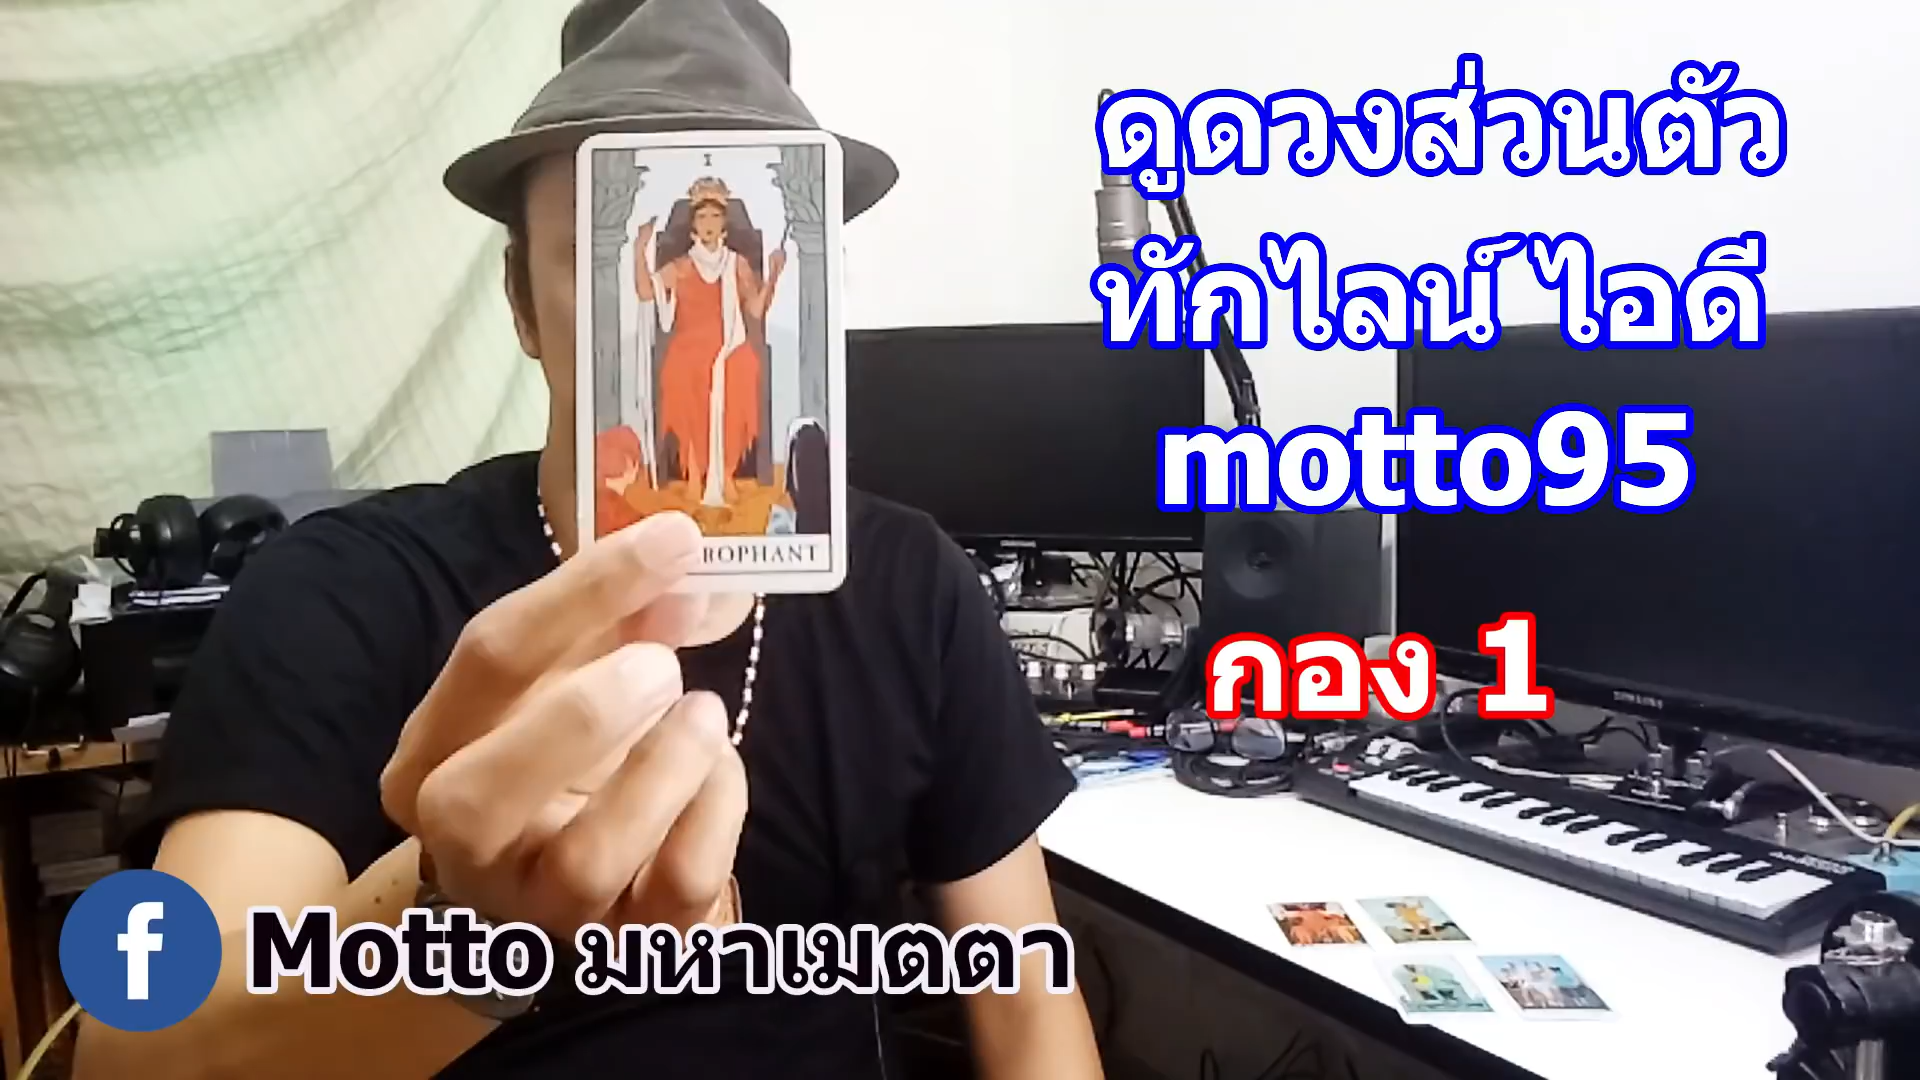 ดูดวงส่วนตัว
ทักไลน์ ไอดี
motto95
กอง 1
I
ROPHANT
f Motto มหาเมตตา